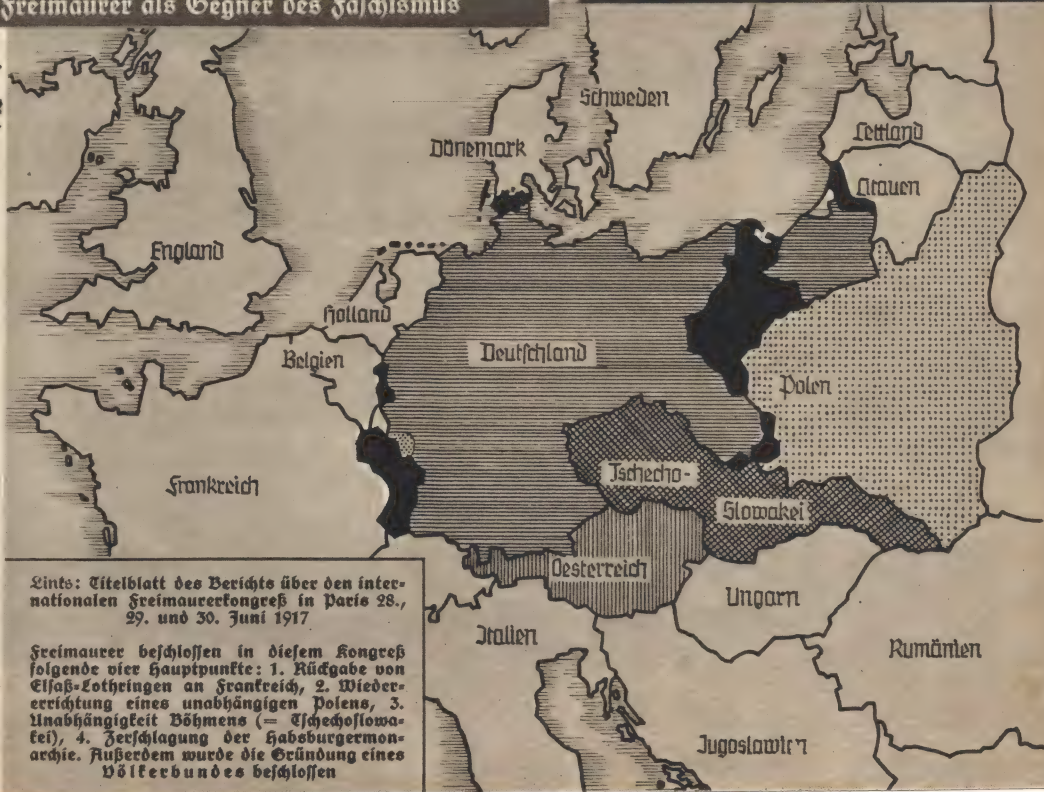 Freimaurer als Gegner des Faschismus
Schweden
Dänemark
Lettland
Litauen
England
Holland
Belgien
Deutschland
Polen
Frankreich
Tschecho-
Slowakei
Oesterreich
Ungarn
Italien
Rumänien
Jugoslawien
Links: Titelblatt des Berichts über den inter-
nationalen Freimaurerkongreß in Paris 28.,
29. und 30. Juni 1917
Freimaurer beschlossen in diesem Kongreß
folgende vier Hauptpunkte: 1. Rückgabe von
Elsaß-Lothringen an Frankreich, 2. Wieder-
errichtung eines unabhängigen Polens, 3.
Unabhängigkeit Böhmens (= Tschechoslowa-
kei), 4. Zerschlagung der Habsburgermon-
archie. Außerdem wurde die Gründung eines
Völkerbundes beschlossen